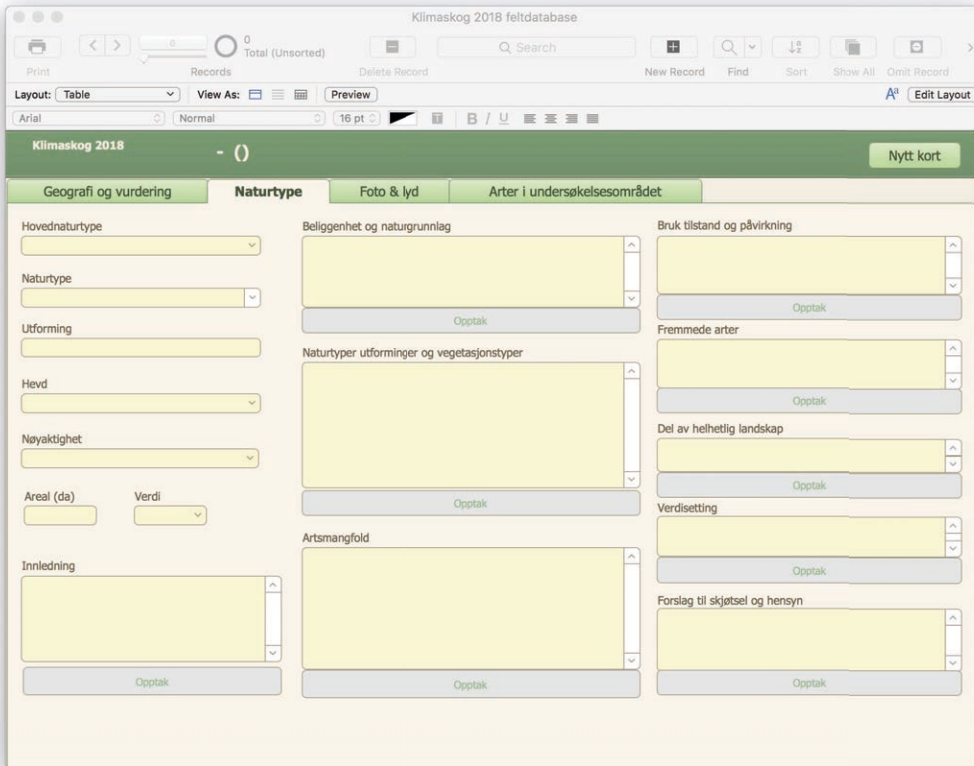 Klimaskog 2018 feltdatabase
0
0
Total (Unsorted)
Search
Print
Records
Delete Record
New Record
Find
Sort
Show All
Omit Record
Layout: Table
View As:
Preview
Aª
Edit Layout
Arial
Normal
16 pt
B I U
Klimaskog 2018
- ()
Nytt kort
Geografi og vurdering
Naturtype
Foto & lyd
Arter i undersøkelsesområdet
Hovednaturtype
Naturtype
Utforming
Hevd
Nøyaktighet
Areal (da)
Verdi
Innledning
Opptak
Beliggenhet og naturgrunnlag
Opptak
Naturtyper utforminger og vegetasjonstyper
Opptak
Artsmangfold
Opptak
Bruk tilstand og påvirkning
Opptak
Fremmede arter
Opptak
Del av helhetlig landskap
Opptak
Verdisetting
Opptak
Forslag til skjøtsel og hensyn
Opptak